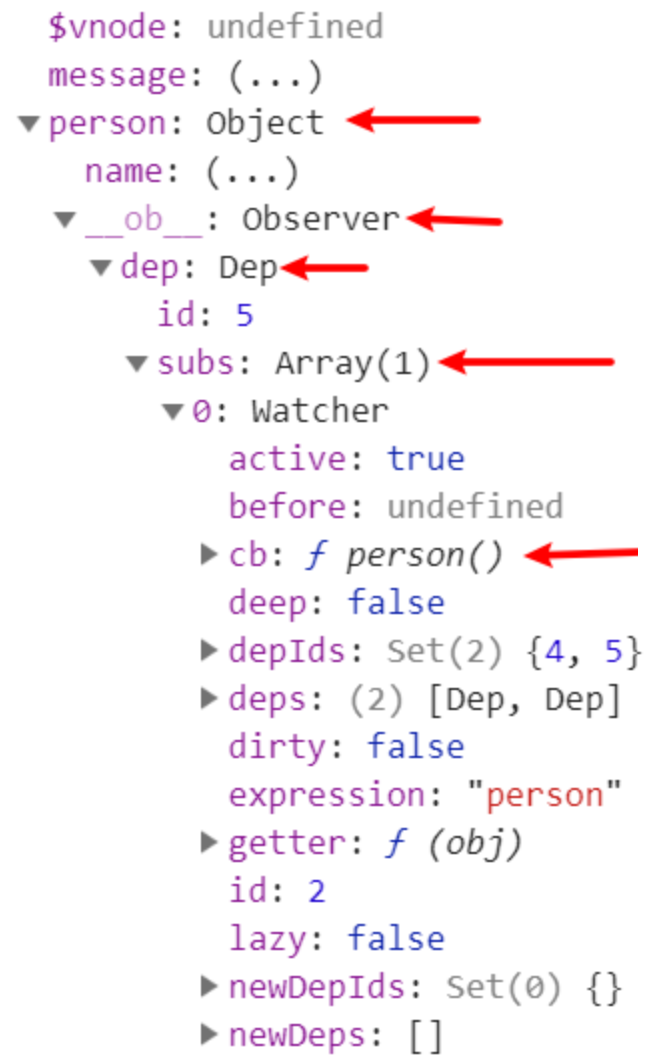 $vnode: undefined
message: (...)
▼person: Object
name: (...)
▼__ob__: Observer
▼dep: Dep
id: 5
▼subs: Array(1)
▼0: Watcher
active: true
before: undefined
▶cb: ƒ person()
deep: false
▶depIds: Set(2) {4, 5}
▶deps: (2) [Dep, Dep]
dirty: false
expression: "person"
▶getter: ƒ (obj)
id: 2
lazy: false
▶newDepIds: Set(0) {}
▶newDeps: []